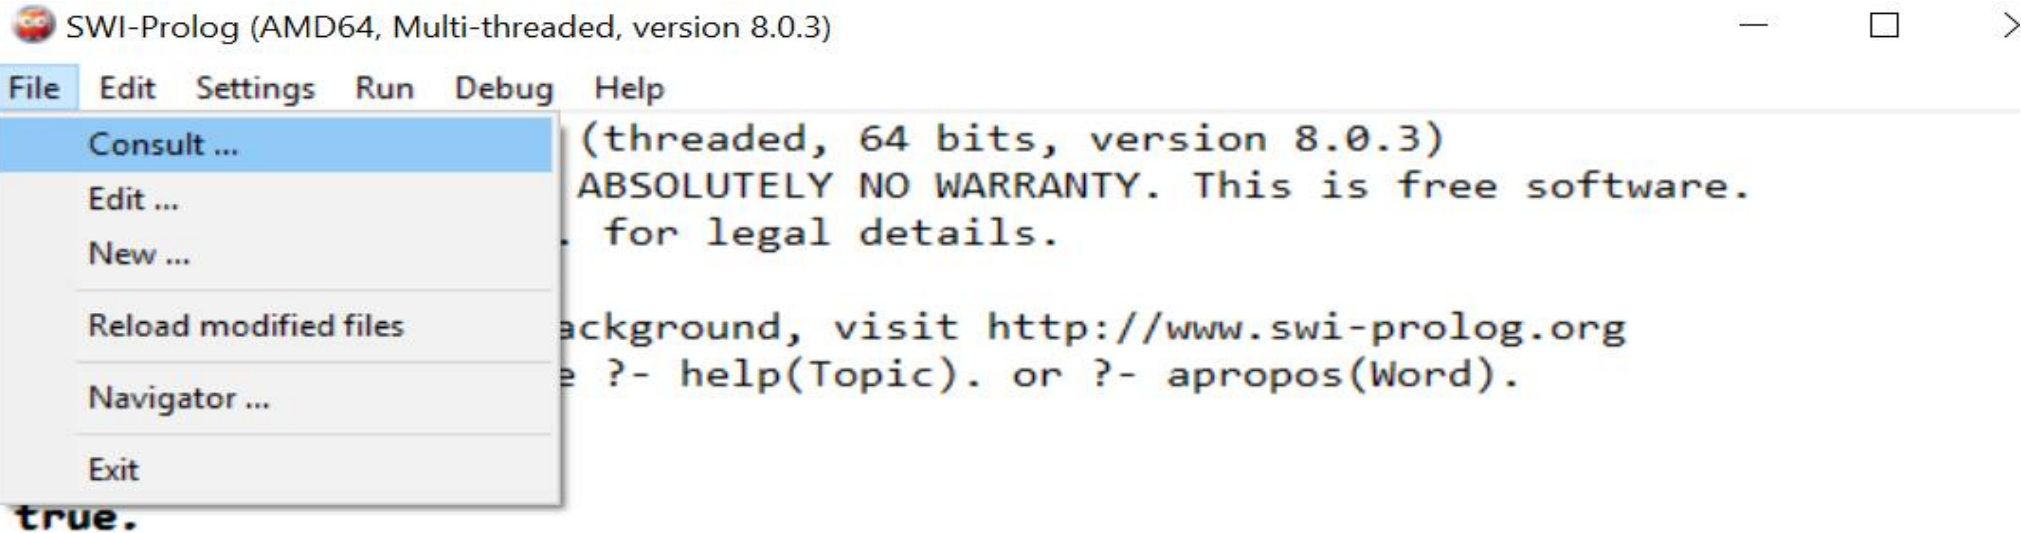 SWI-Prolog (AMD64, Multi-threaded, version 8.0.3)
File Edit Settings Run Debug Help
Consult ...
Edit ...
New ...
Reload modified files
Navigator ...
Exit
(threaded, 64 bits, version 8.0.3)
ABSOLUTELY NO WARRANTY. This is free software.
. for legal details.
ackground, visit http://www.swi-prolog.org
e ?- help(Topic). or ?- apropos(Word).
true.